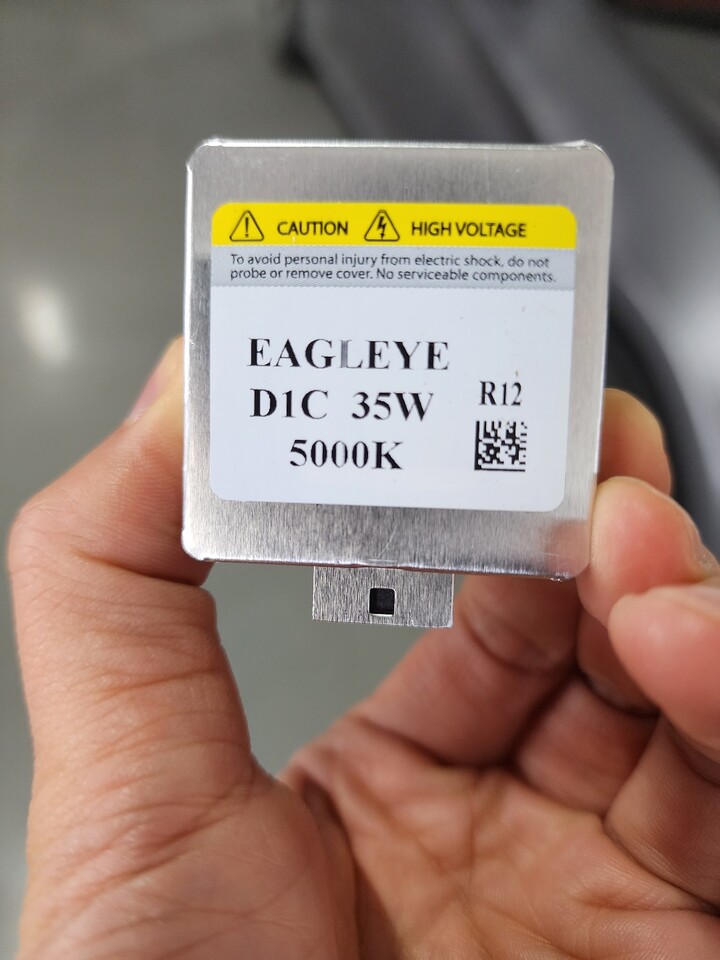 CAUTION HIGH VOLTAGE
To avoid personal injury from electric shock, do not
probe or remove cover. No serviceable components.
EAGLEYE
D1C 35W R12
5000K